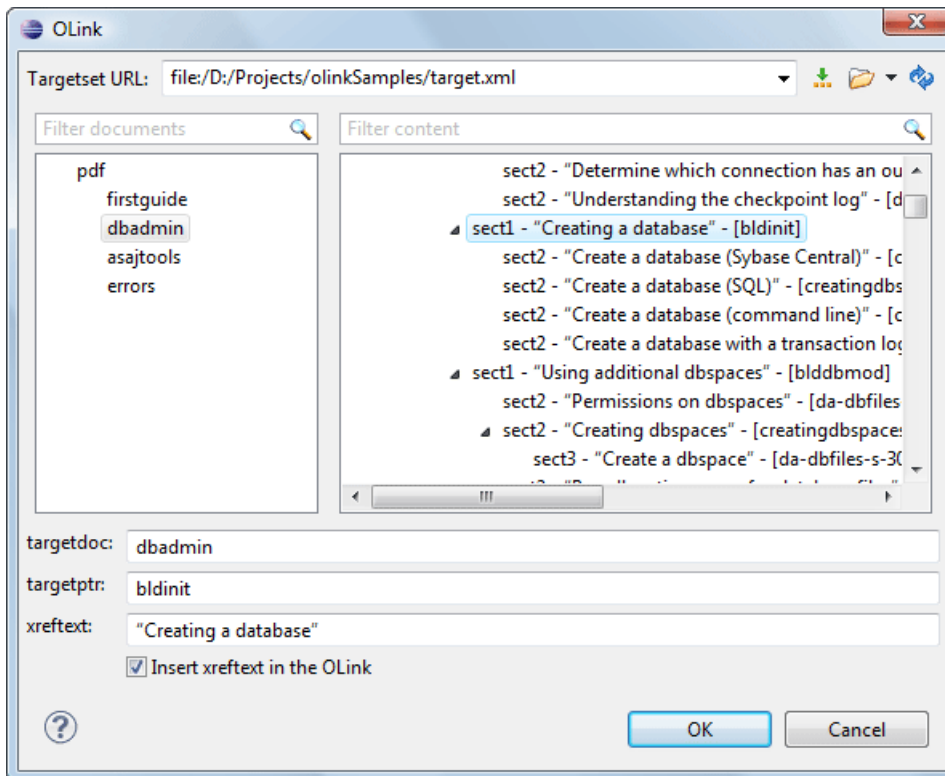 OLink
Targetset URL: file:/D:/Projects/olinkSamples/target.xml
Filter documents
Filter content
pdf
firstguide
dbadmin
asajtools
errors
sect2 - “Determine which connection has an ou
sect2 - “Understanding the checkpoint log” - [d
sect1 - “Creating a database” - [bldinit]
sect2 - “Create a database (Sybase Central)” - [c
sect2 - “Create a database (SQL)” - [creatingdbs
sect2 - “Create a database (command line)” - [c
sect2 - “Create a database with a transaction log
sect1 - “Using additional dbspaces” - [blddbmod]
sect2 - “Permissions on dbspaces” - [da-dbfiles
sect2 - “Creating dbspaces” - [creatingdbspaces
sect3 - “Create a dbspace” - [da-dbfiles-s-30
targetdoc: dbadmin
targetptr: bldinit
xreftext: “Creating a database”
Insert xreftext in the OLink
OK Cancel